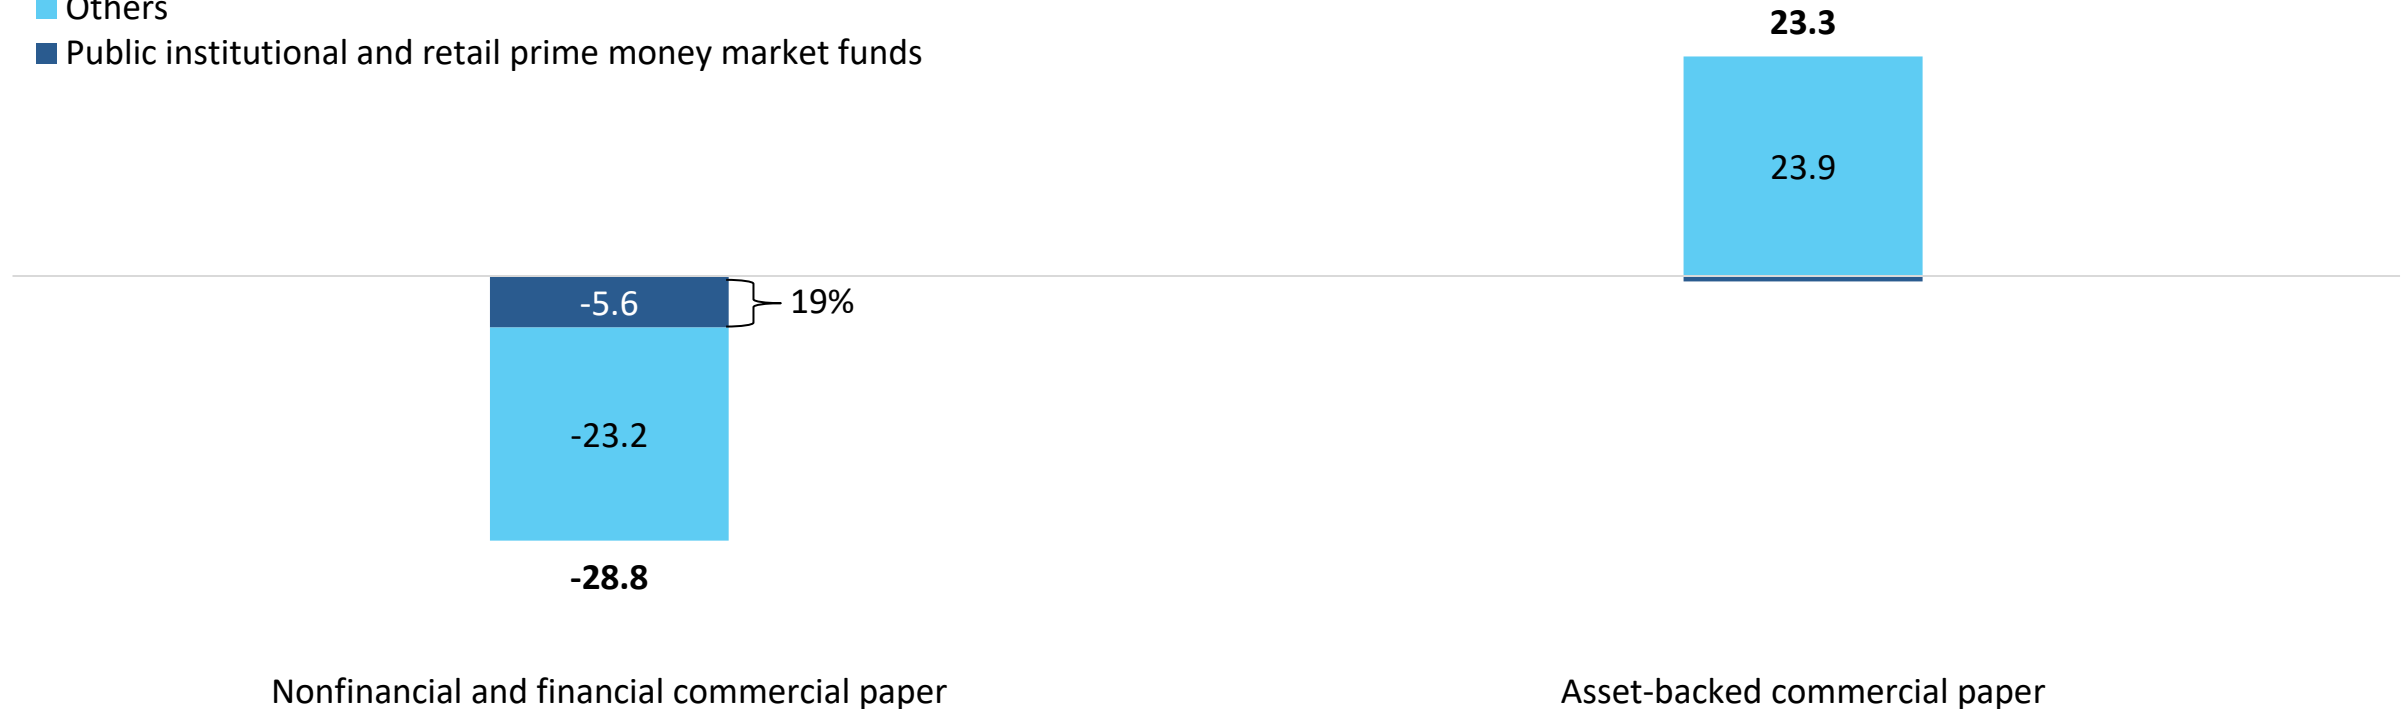 Others
Public institutional and retail prime money market funds
23.3
23.9
-5.6
19%
-23.2
-28.8
Nonfinancial and financial commercial paper
Asset-backed commercial paper